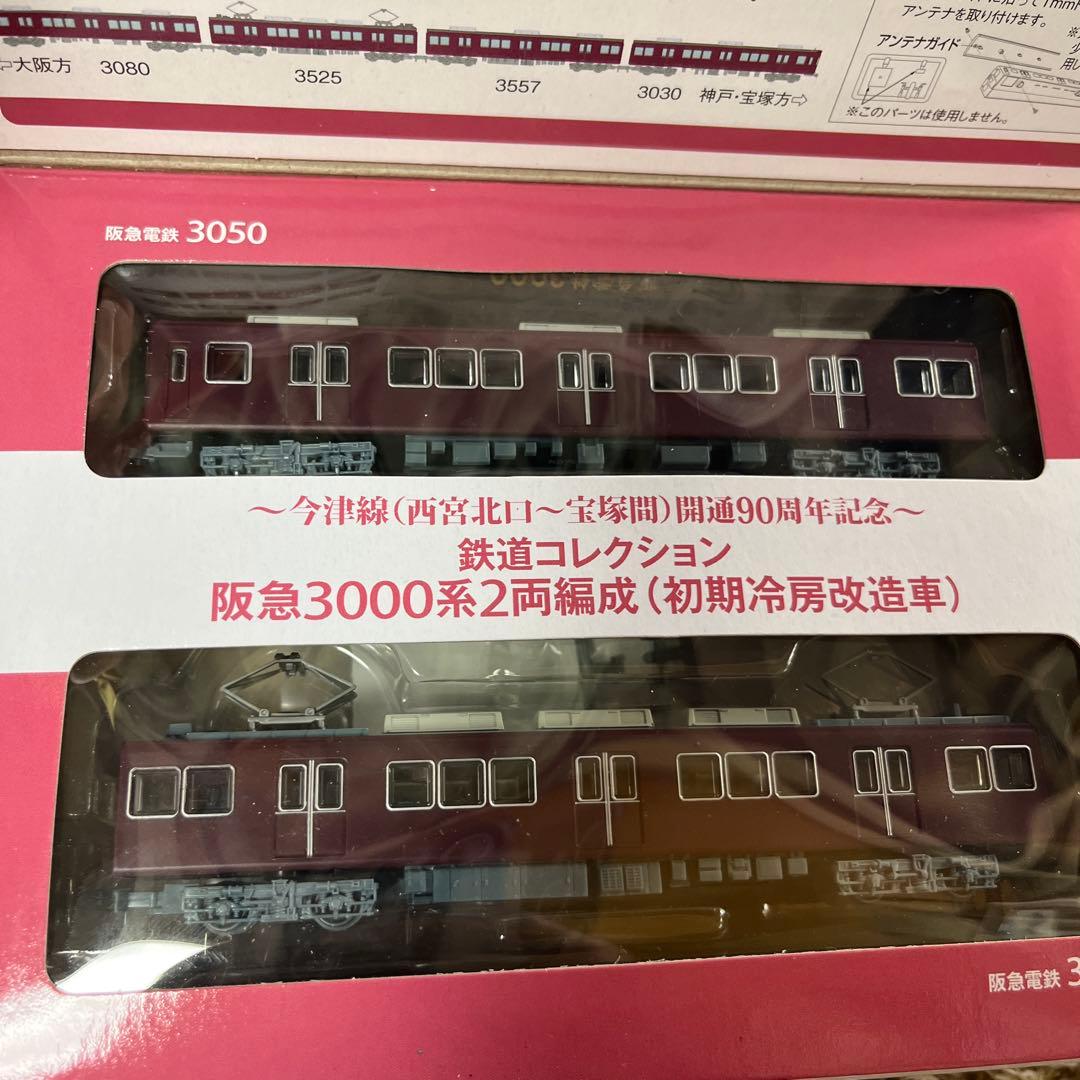 アンテナを取り付けます。
アンテナガイド
⇦大阪方 3080
3525
3557
3030 神戸・宝塚方⇨
※このパーツは使用しません。
阪急電鉄 3050
～今津線（西宮北口～宝塚間）開通90周年記念～
鉄道コレクション
阪急3000系2両編成（初期冷房改造車）
阪急電鉄 3